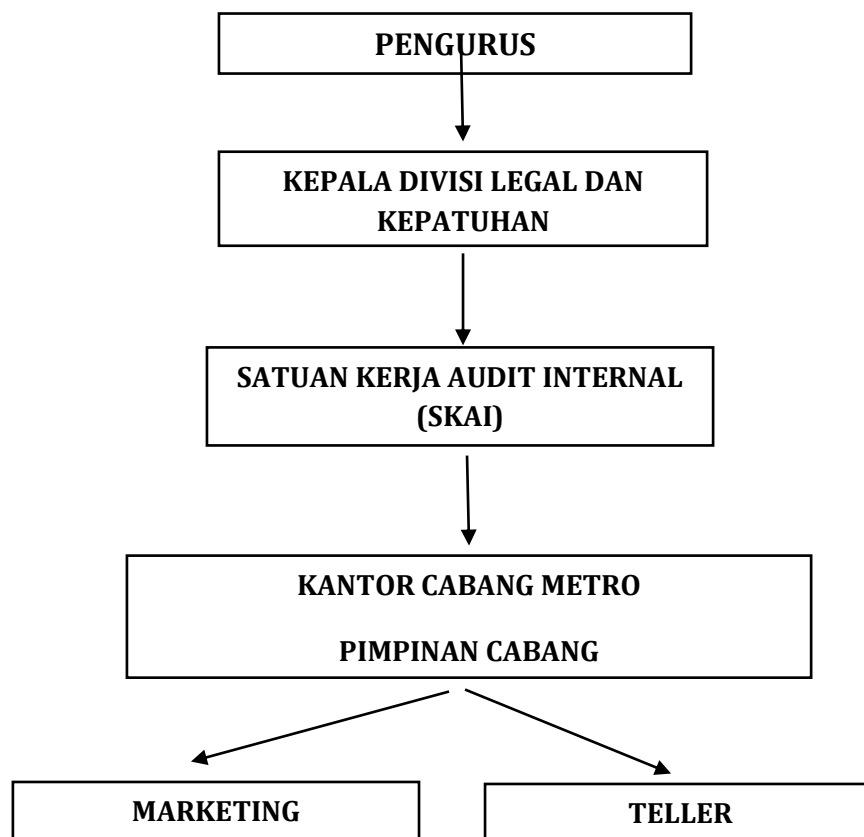 PENGURUS
KEPALA DIVISI LEGAL DAN
KEPATUHAN
SATUAN KERJA AUDIT INTERNAL
(SKAI)
KANTOR CABANG METRO
PIMPINAN CABANG
MARKETING
TELLER